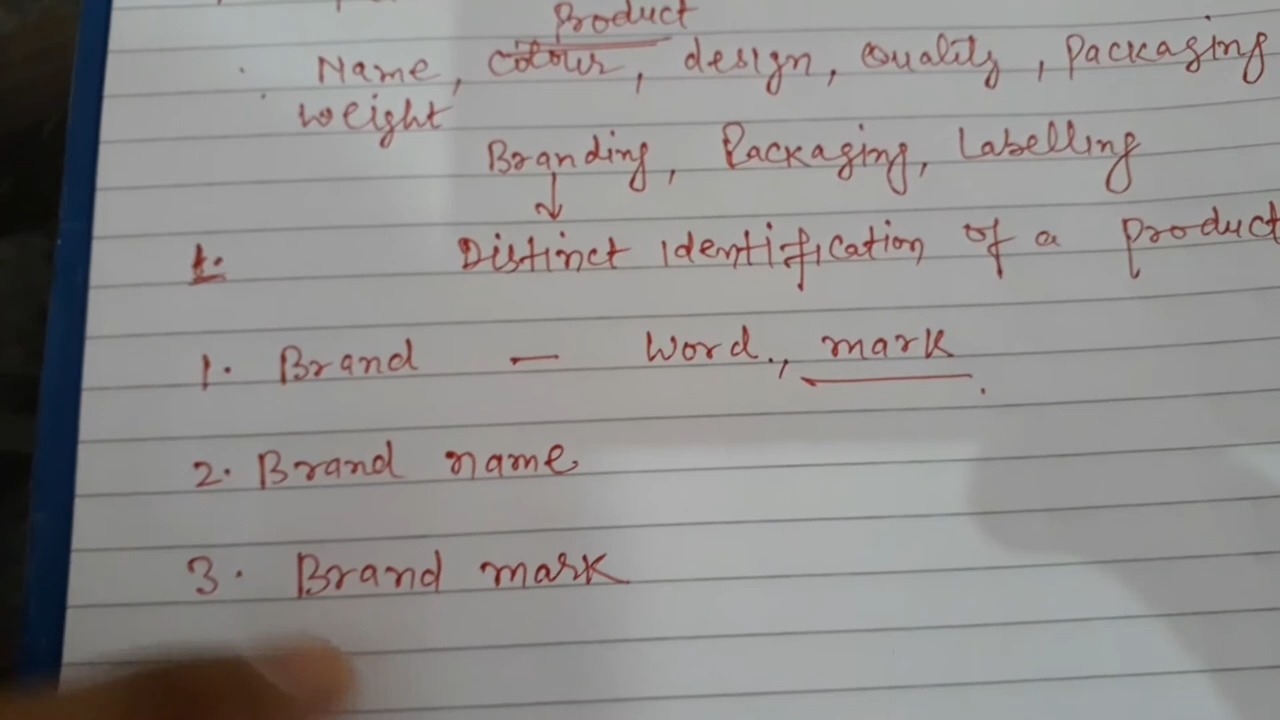 Product
Name, colour, design, Quality, Packaging
weight
Branding, Packaging, Labelling
↓
1. Distinct identification of a product
1. Brand — Word., mark.
2. Brand name
3. Brand mark